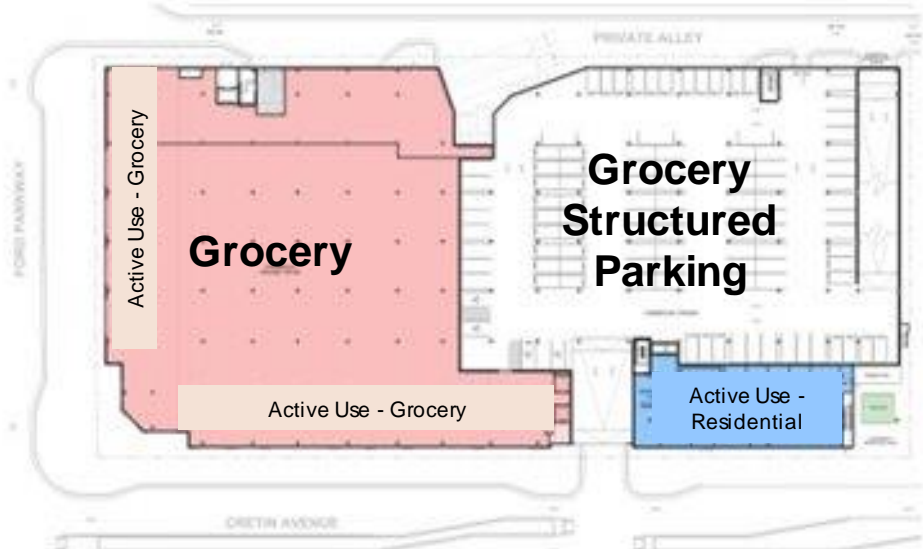 PRIVATE ALLEY
FORD PARKWAY
Active Use - Grocery
Grocery
Grocery
Structured
Parking
Active Use - Grocery
Active Use -
Residential
CRETIN AVENUE